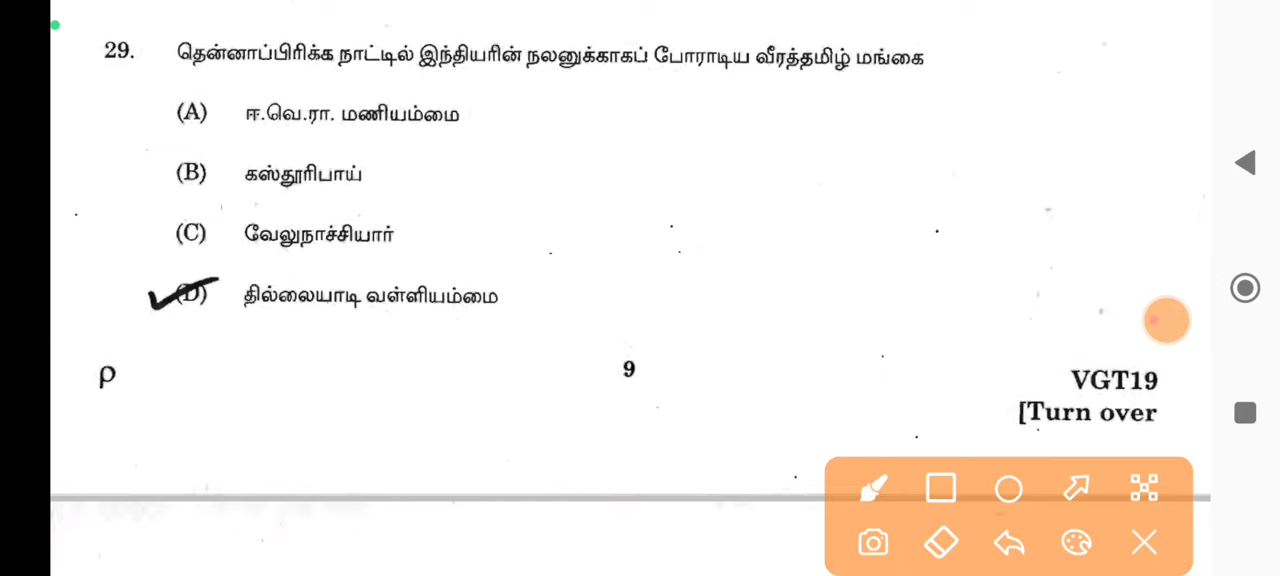 29. தென்னாப்பிரிக்க நாட்டில் இந்தியரின் நலனுக்காகப் போராடிய வீரத்தமிழ் மங்கை
(A) ஈ.வெ.ரா. மணியம்மை
(B) கஸ்தூரிபாய்
(C) வேலுநாச்சியார்
(D) தில்லையாடி வள்ளியம்மை
ρ 9 VGT19
[Turn over